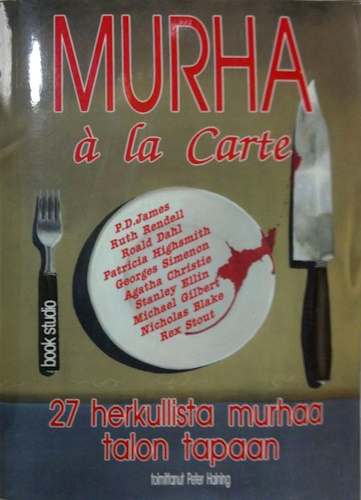 MURHA
à la Carte
P.D. James
Ruth Rendell
Roald Dahl
Patricia Highsmith
Georges Simenon
Agatha Christie
Stanley Ellin
Michael Gilbert
Nicholas Blake
Rex Stout
book studio
27 herkullista murhaa
talon tapaan
toimittanut Peter Haining